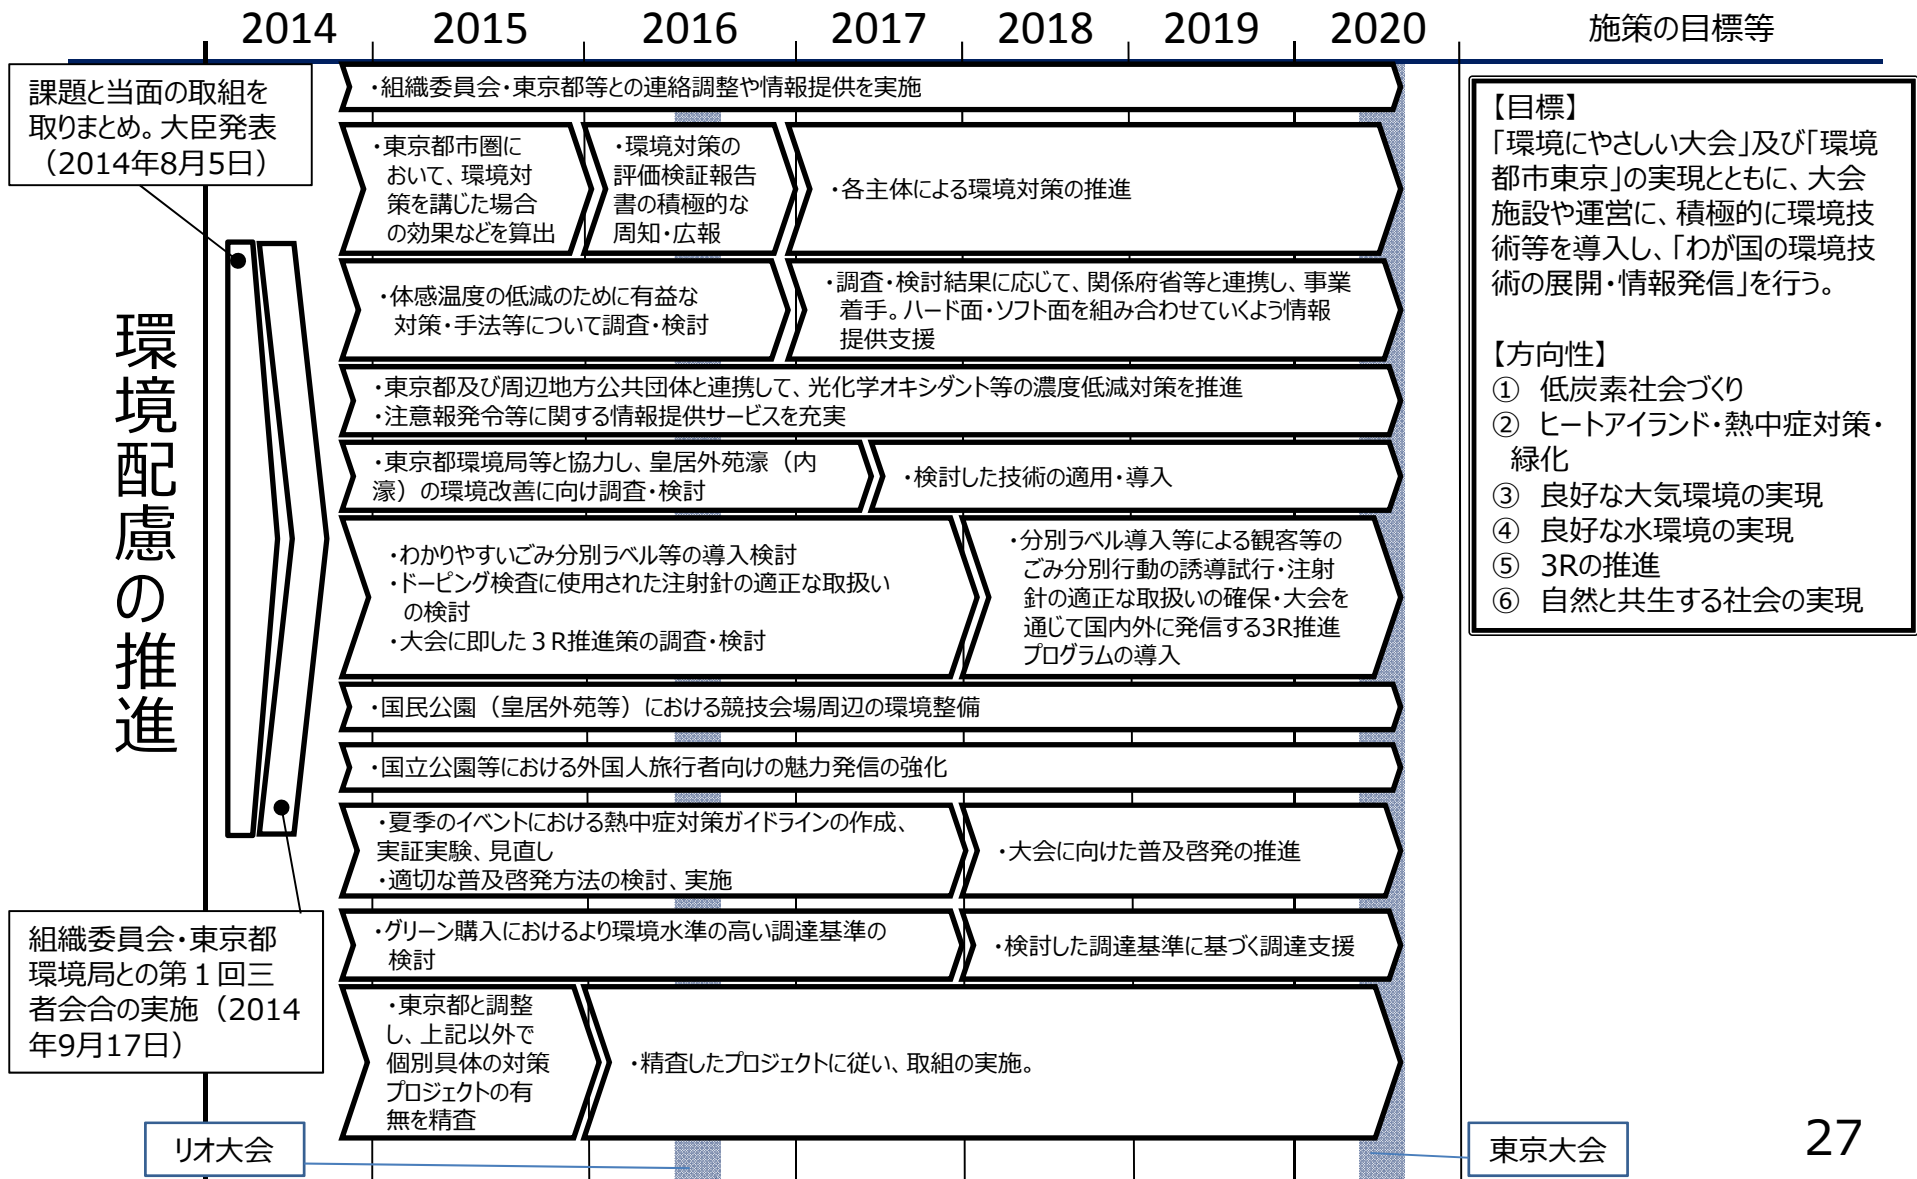 2014
2015
2016
2017
2018
2019
2020
施策の目標等
課題と当面の取組を
取りまとめ。大臣発表
（2014年8月5日）
環境配慮の推進
組織委員会・東京都
環境局との第１回三
者会合の実施（2014
年9月17日）
・組織委員会・東京都等との連絡調整や情報提供を実施
・東京都市圏に
おいて、環境対
策を講じた場合
の効果などを算出
・環境対策の
評価検証報告
書の積極的な
周知・広報
・各主体による環境対策の推進
・体感温度の低減のために有益な
対策・手法等について調査・検討
・調査・検討結果に応じて、関係府省等と連携し、事業
着手。ハード面・ソフト面を組み合わせていくよう情報
提供支援
・東京都及び周辺地方公共団体と連携して、光化学オキシダント等の濃度低減対策を推進
・注意報発令等に関する情報提供サービスを充実
・東京都環境局等と協力し、皇居外苑濠（内
濠）の環境改善に向け調査・検討
・検討した技術の適用・導入
・わかりやすいごみ分別ラベル等の導入検討
・ドーピング検査に使用された注射針の適正な取扱い
の検討
・大会に即した３R推進策の調査・検討
・分別ラベル導入等による観客等の
ごみ分別行動の誘導試行・注射
針の適正な取扱いの確保・大会を
通じて国内外に発信する3R推進
プログラムの導入
・国民公園（皇居外苑等）における競技会場周辺の環境整備
・国立公園等における外国人旅行者向けの魅力発信の強化
・夏季のイベントにおける熱中症対策ガイドラインの作成、
実証実験、見直し
・適切な普及啓発方法の検討、実施
・大会に向けた普及啓発の推進
・グリーン購入におけるより環境水準の高い調達基準の
検討
・検討した調達基準に基づく調達支援
・東京都と調整
し、上記以外で
個別具体の対策
プロジェクトの有
無を精査
・精査したプロジェクトに従い、取組の実施。
【目標】
「環境にやさしい大会」及び「環境
都市東京」の実現とともに、大会
施設や運営に、積極的に環境技
術等を導入し、「わが国の環境技
術の展開・情報発信」を行う。
【方向性】
① 低炭素社会づくり
② ヒートアイランド・熱中症対策・
緑化
③ 良好な大気環境の実現
④ 良好な水環境の実現
⑤ 3Rの推進
⑥ 自然と共生する社会の実現
リオ大会
東京大会
27